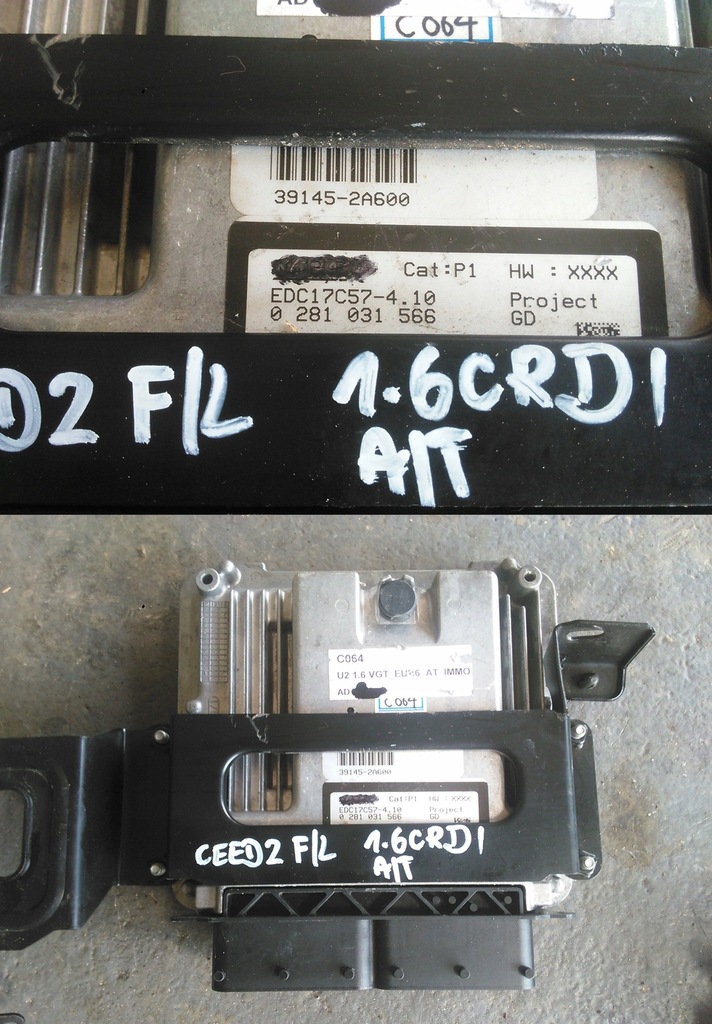 AD
C064
39145-2A600
Cat:P1 HW : XXXX
EDC17C57-4.10 Project
0 281 031 566 GD
D2 F/L 1.6CRDI
A/T
C064
U2 1.6 VGT AT IMMO
AD
C064
39145-2A600
Cat:P1 HW : XXXX
EDC17C57-4.10 Project
0 281 031 566 GD
CEED2 F/L 1.6CRDI
A/T